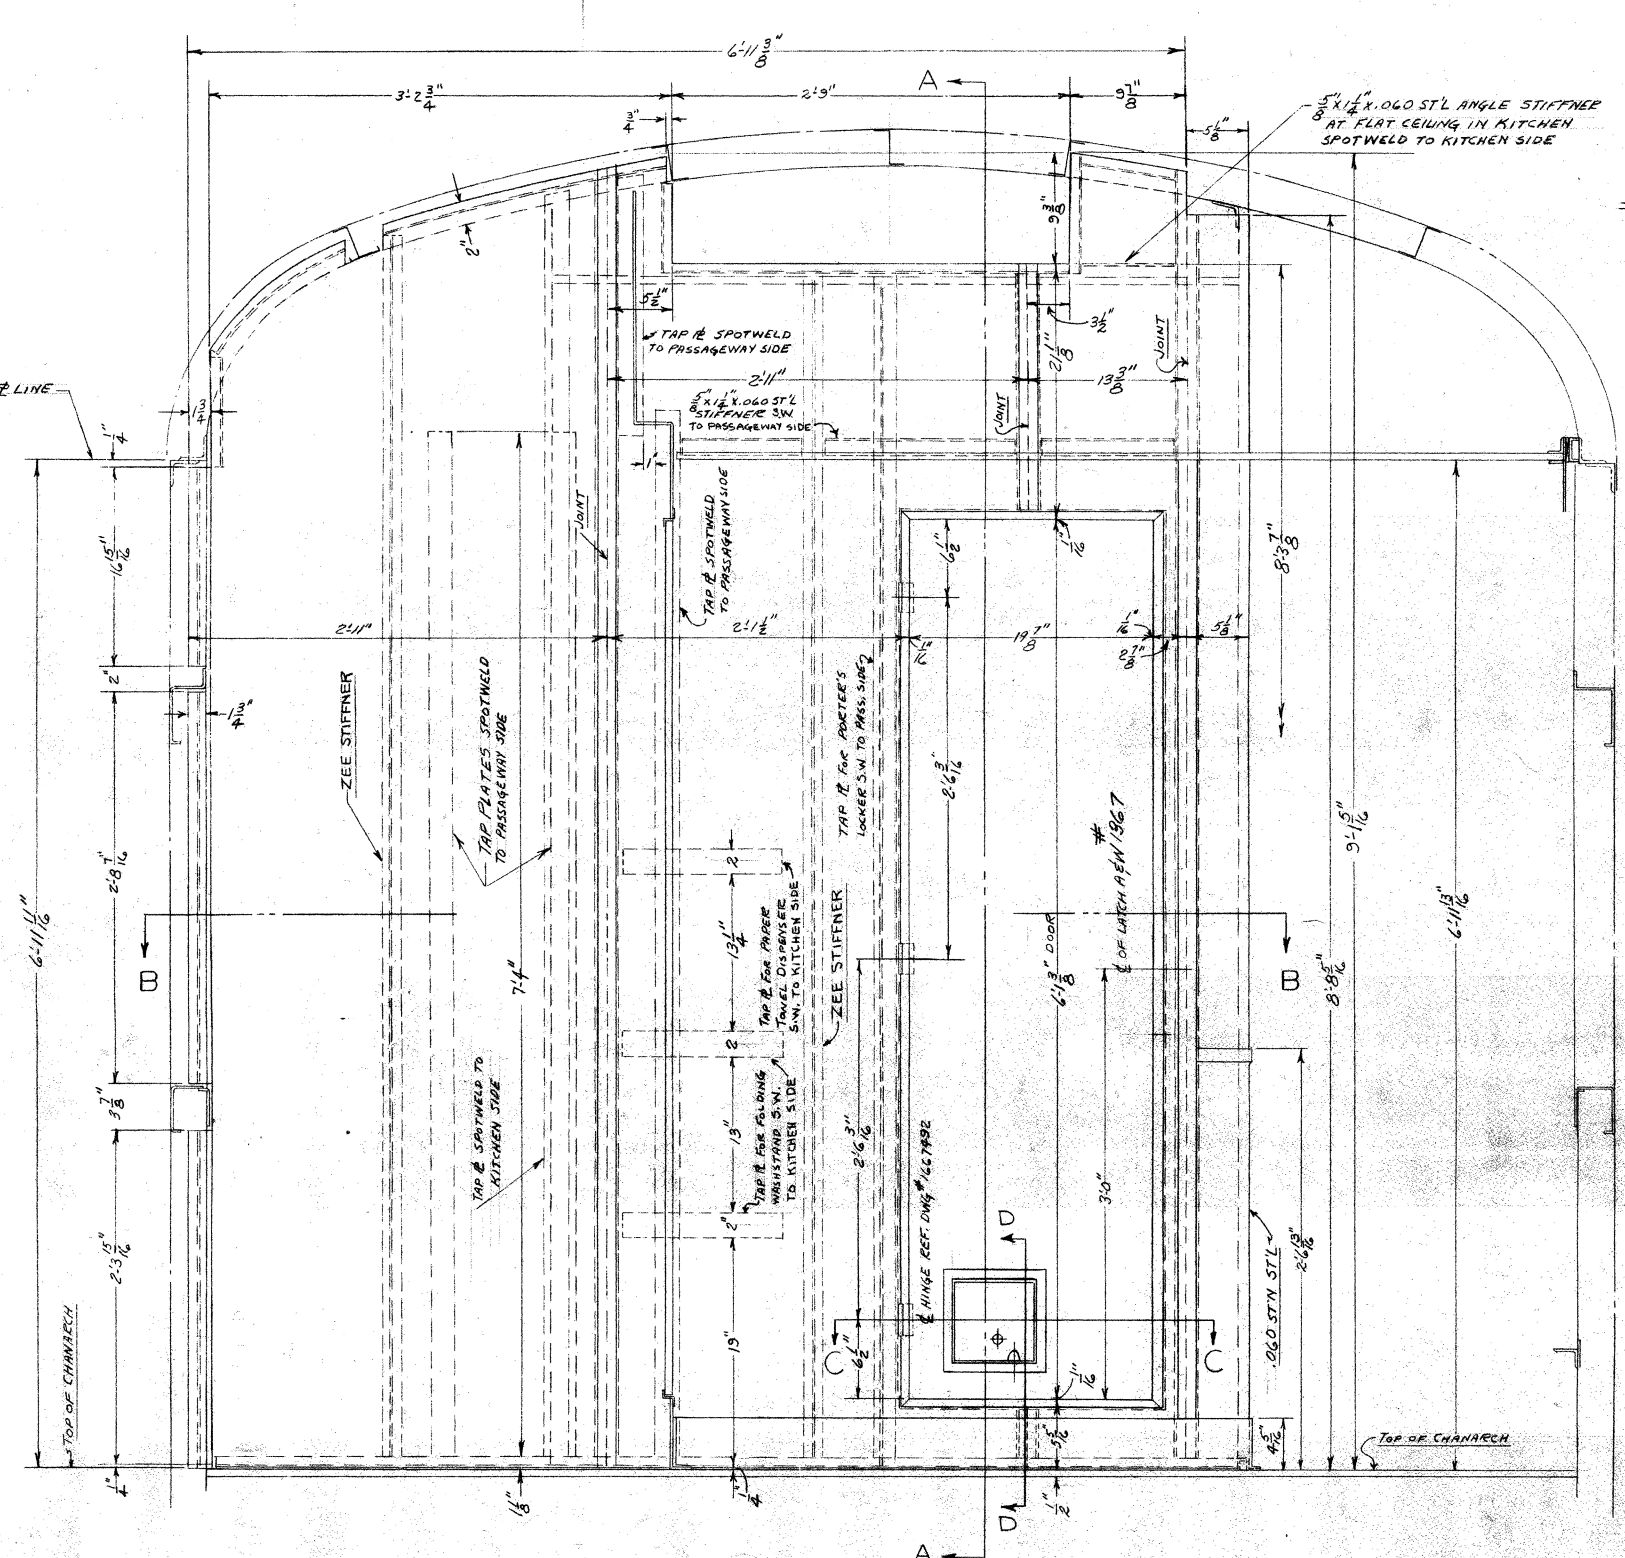 6'-11 3/8"
3'-2 3/4"
2'-9"
A
9 7/8"
3/4"
5 1/8"
5/8" x 1 1/4" x .060 ST'L ANGLE STIFFNER
AT FLAT CEILING IN KITCHEN
SPOTWELD TO KITCHEN SIDE
2"
9 3/8"
5 1/2"
3 1/2"
21 1/8"
JOINT
TAP ⅊ SPOTWELD
TO PASSAGEWAY SIDE
2'-11"
13 3/8"
⅊ LINE
1 3/4"
1/4"
5/8" x 1 1/4" x .060 ST'L
STIFFNER S.W.
TO PASSAGEWAY SIDE
JOINT
1"
JOINT
TAP ⅊ SPOTWELD
TO PASSAGEWAY SIDE
16 15/16"
6 1/2"
1/16"
8'-3 7/8"
2'-11"
2'-1 1/2"
1/16"
19 7/8"
1/16"
2 7/8"
5 1/8"
2"
1 3/4"
ZEE STIFFNER
TAP PLATES SPOTWELD
TO PASSAGEWAY SIDE
TAP ⅊ FOR PORTER'S
LOCKER S.W. TO PASS. SIDE
2'-6 3/16"
℄ OF LATCH A&W #1967
9'-1 5/16"
2'-8 7/16"
6'-11 11/16"
B
7'-4"
2
13 1/4"
TAP ⅊ FOR PAPER
TOWEL DISPENSER
S.W. TO KITCHEN SIDE
ZEE STIFFNER
6'-1 3/8" DOOR
B
8'-8 5/16"
6'-11 13/16"
2
3 7/8"
TAP ⅊ SPOTWELD TO
KITCHEN SIDE
13"
TAP ⅊ FOR FOLDING
WASHSTAND S.W.
TO KITCHEN SIDE
2'-6 3/16"
℄ HINGE REF. DWG #1667492
3'-0"
2"
D
2'-3 15/16"
2'-6 13/16"
.060 ST'N ST'L
19"
C
6 1/2"
C
TOP OF CHANARCH
1/16"
5 5/16"
4 5/16"
TOP OF CHANARCH
1/4"
1 1/8"
1/4"
D
1/2"
A